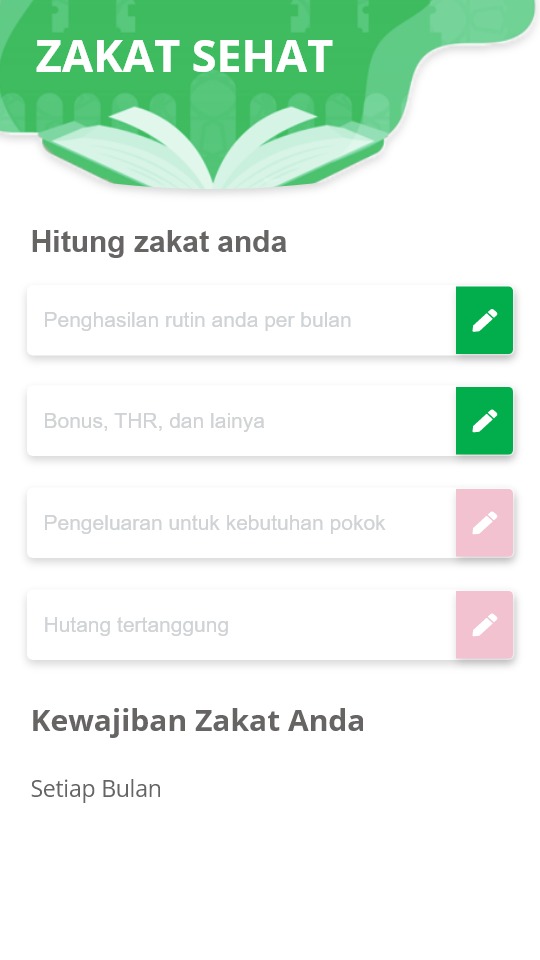 ZAKAT SEHAT
Hitung zakat anda
Penghasilan rutin anda per bulan
Bonus, THR, dan lainya
Pengeluaran untuk kebutuhan pokok
Hutang tertanggung
Kewajiban Zakat Anda
Setiap Bulan